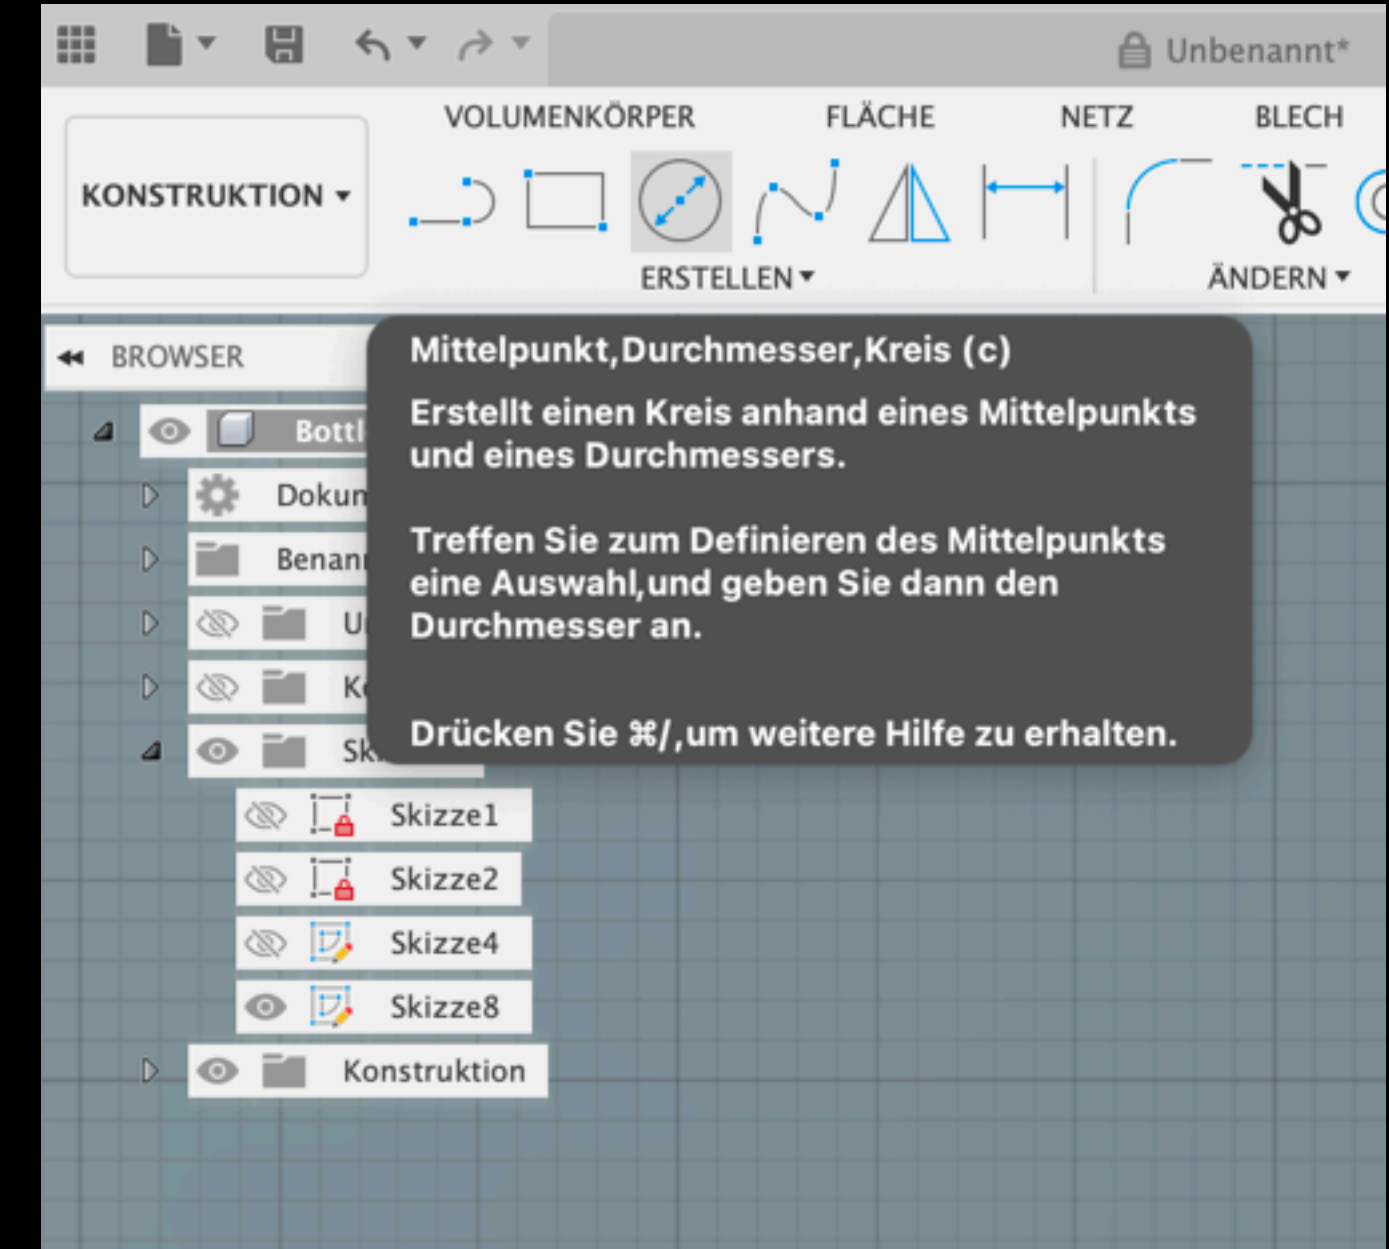 Unbenannt*
VOLUMENKÖRPER FLÄCHE NETZ BLECH
KONSTRUKTION
ERSTELLEN ÄNDERN
BROWSER
Mittelpunkt,Durchmesser,Kreis (c)
Erstellt einen Kreis anhand eines Mittelpunkts
und eines Durchmessers.
Treffen Sie zum Definieren des Mittelpunkts
eine Auswahl,und geben Sie dann den
Durchmesser an.
Drücken Sie ⌘/,um weitere Hilfe zu erhalten.
Skizze1
Skizze2
Skizze4
Skizze8
Konstruktion